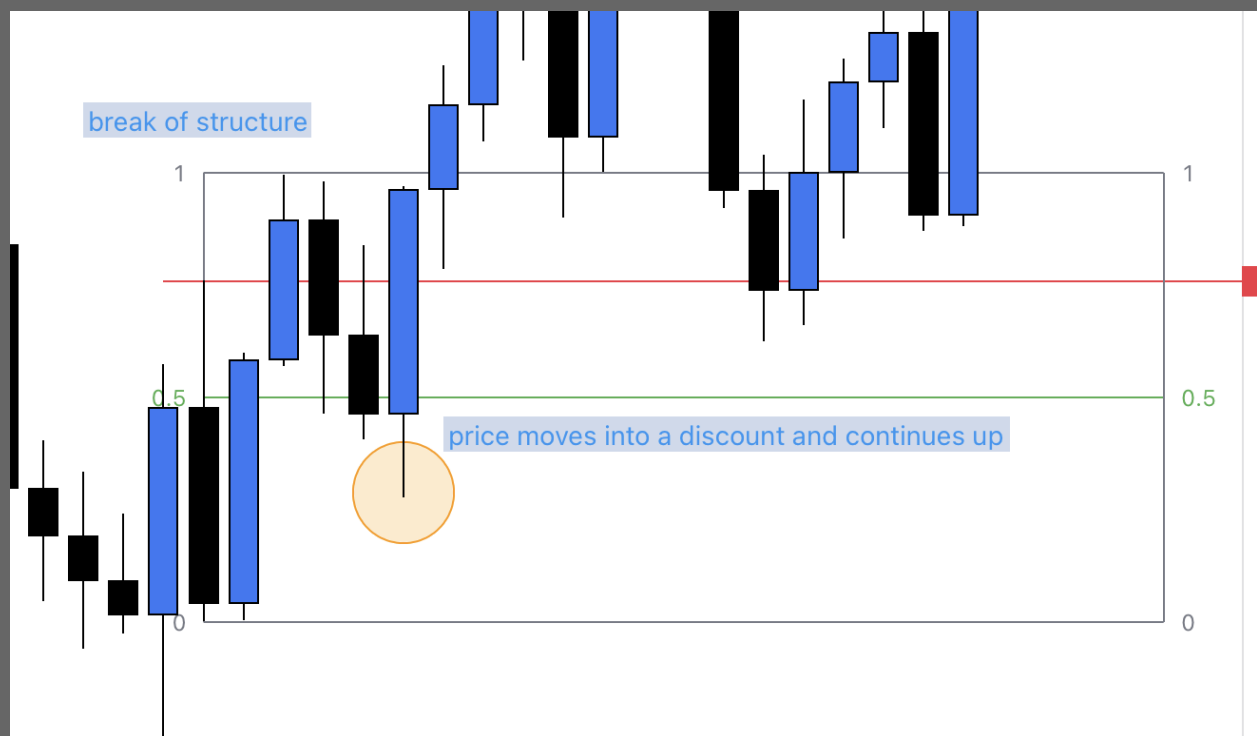 break of structure
1 1
0.5 0.5
price moves into a discount and continues up
0 0